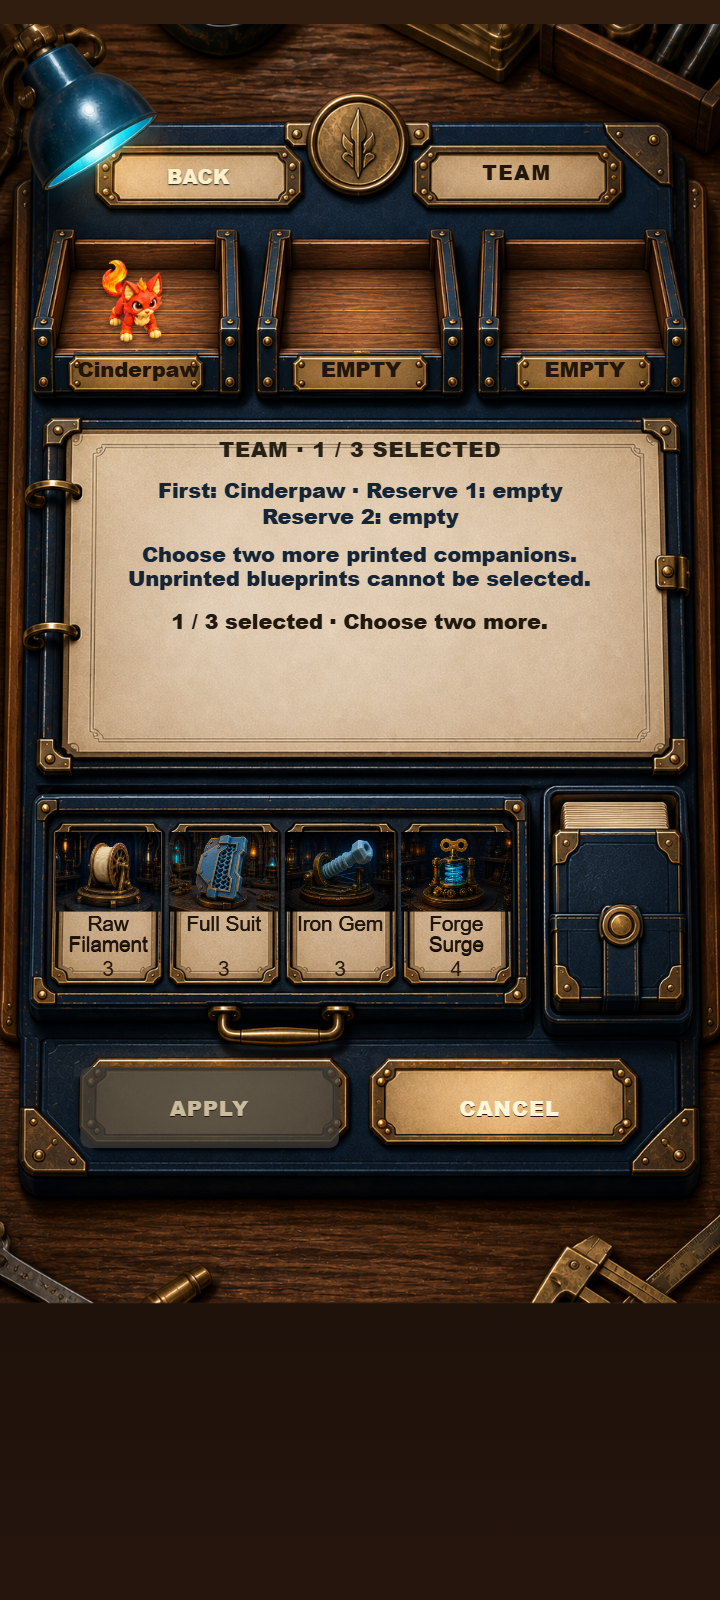 BACK
TEAM
Cinderpaw
EMPTY
EMPTY
TEAM · 1 / 3 SELECTED
First: Cinderpaw · Reserve 1: empty
Reserve 2: empty
Choose two more printed companions.
Unprinted blueprints cannot be selected.
1 / 3 selected · Choose two more.
Raw
Filament
3
Full Suit
3
Iron Gem
3
Forge
Surge
4
APPLY
CANCEL